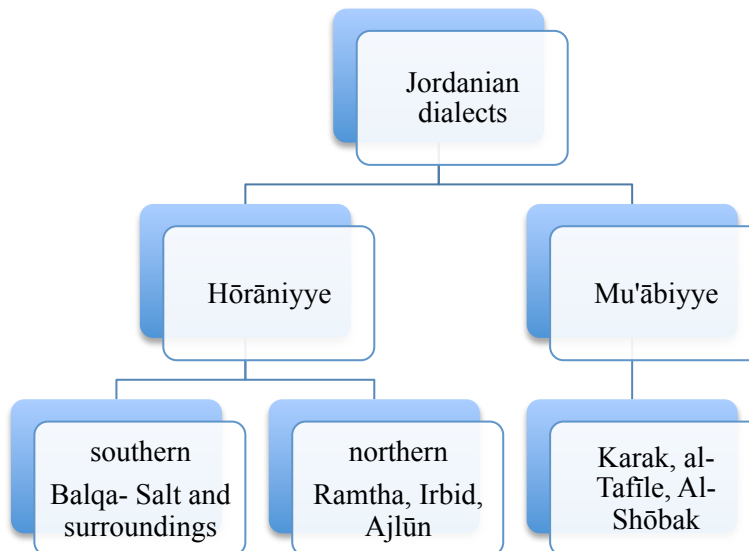 Jordanian
dialects
Hōrāniyye
Mu'ābiyye
southern
Balqa- Salt and
surroundings
northern
Ramtha, Irbid,
Ajlūn
Karak, al-
Tafīle, Al-
Shōbak